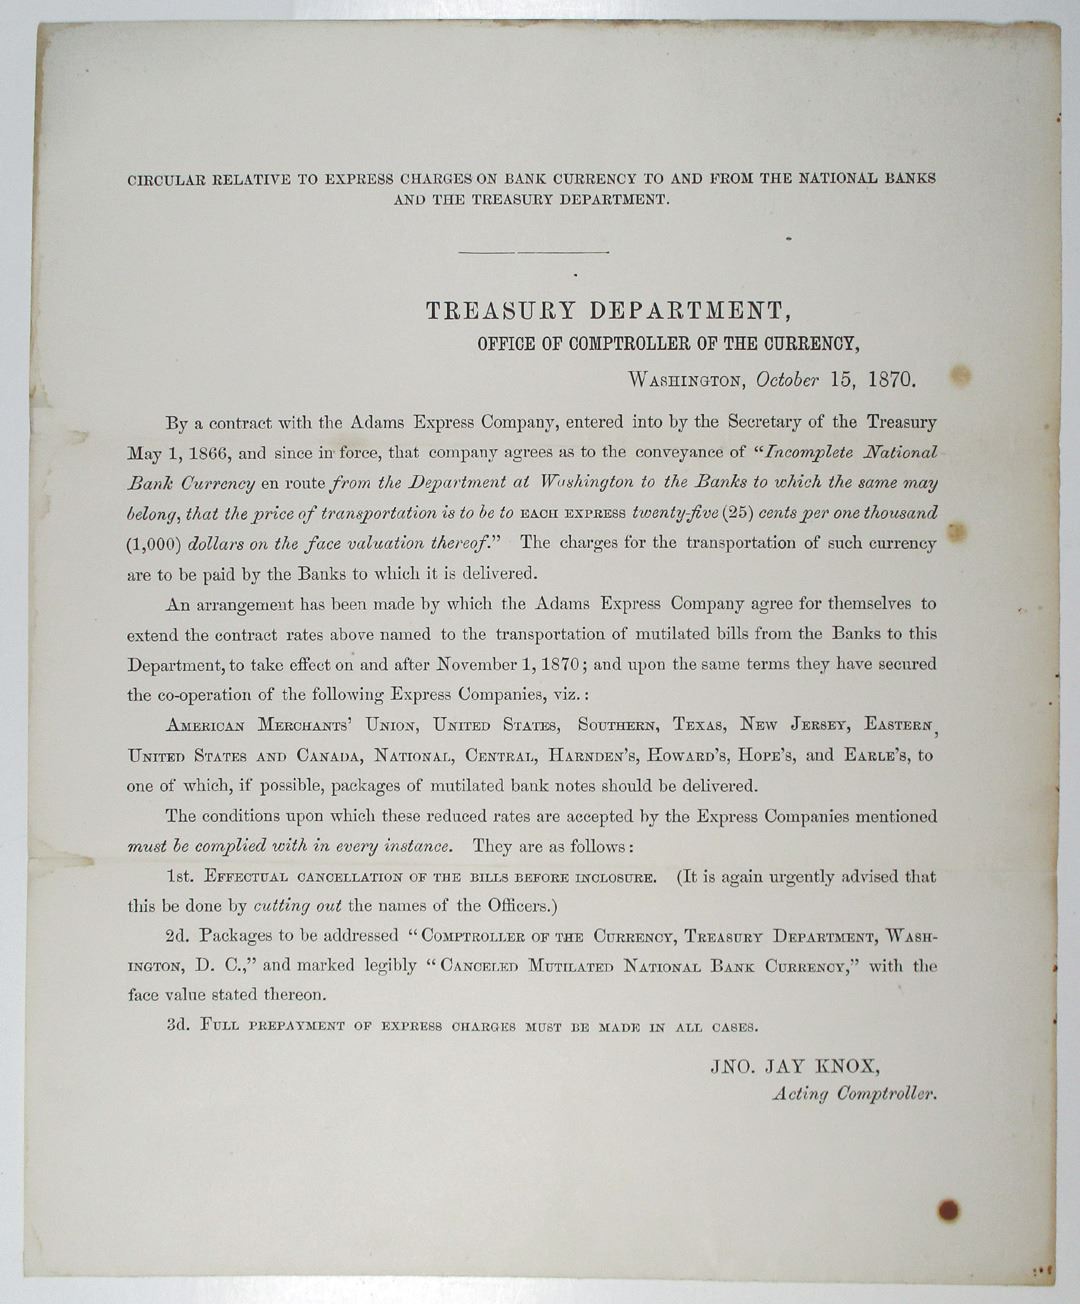 CIRCULAR RELATIVE TO EXPRESS CHARGES ON BANK CURRENCY TO AND FROM THE NATIONAL BANKS
AND THE TREASURY DEPARTMENT.
TREASURY DEPARTMENT,
OFFICE OF COMPTROLLER OF THE CURRENCY,
WASHINGTON, October 15, 1870.
By a contract with the Adams Express Company, entered into by the Secretary of the Treasury
May 1, 1866, and since in force, that company agrees as to the conveyance of “Incomplete National
Bank Currency en route from the Department at Washington to the Banks to which the same may
belong, that the price of transportation is to be to EACH EXPRESS twenty-five (25) cents per one thousand
(1,000) dollars on the face valuation thereof.” The charges for the transportation of such currency
are to be paid by the Banks to which it is delivered.
An arrangement has been made by which the Adams Express Company agree for themselves to
extend the contract rates above named to the transportation of mutilated bills from the Banks to this
Department, to take effect on and after November 1, 1870; and upon the same terms they have secured
the co-operation of the following Express Companies, viz.:
AMERICAN MERCHANTS’ UNION, UNITED STATES, SOUTHERN, TEXAS, NEW JERSEY, EASTERN,
UNITED STATES AND CANADA, NATIONAL, CENTRAL, HARNDEN’S, HOWARD’S, HOPE’S, and EARLE’S, to
one of which, if possible, packages of mutilated bank notes should be delivered.
The conditions upon which these reduced rates are accepted by the Express Companies mentioned
must be complied with in every instance. They are as follows:
1st. EFFECTUAL CANCELLATION OF THE BILLS BEFORE INCLOSURE. (It is again urgently advised that
this be done by cutting out the names of the Officers.)
2d. Packages to be addressed “COMPTROLLER OF THE CURRENCY, TREASURY DEPARTMENT, WASH-
INGTON, D. C.,” and marked legibly “CANCELED MUTILATED NATIONAL BANK CURRENCY,” with the
face value stated thereon.
3d. FULL PREPAYMENT OF EXPRESS CHARGES MUST BE MADE IN ALL CASES.
JNO. JAY KNOX,
Acting Comptroller.